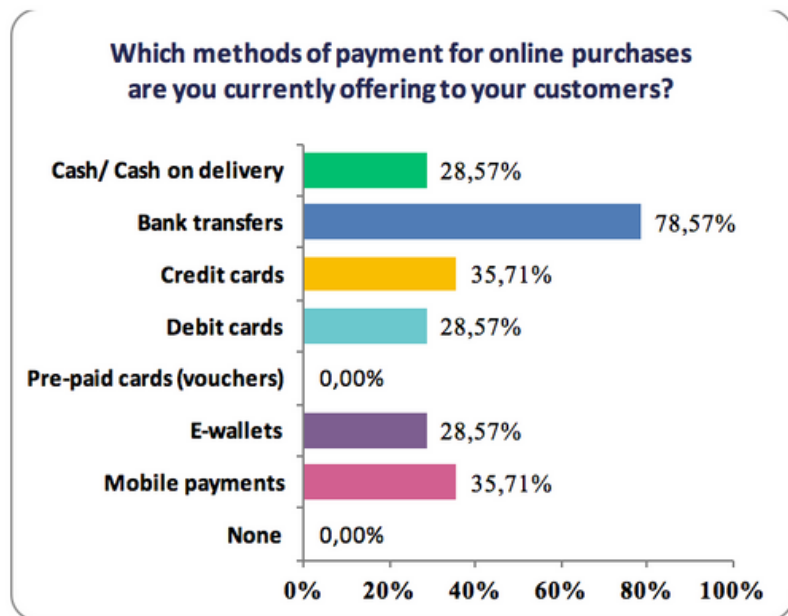 Which methods of payment for online purchases
are you currently offering to your customers?
Cash/ Cash on delivery 28,57%
Bank transfers 78,57%
Credit cards 35,71%
Debit cards 28,57%
Pre-paid cards (vouchers) 0,00%
E-wallets 28,57%
Mobile payments 35,71%
None 0,00%
0% 20% 40% 60% 80% 100%